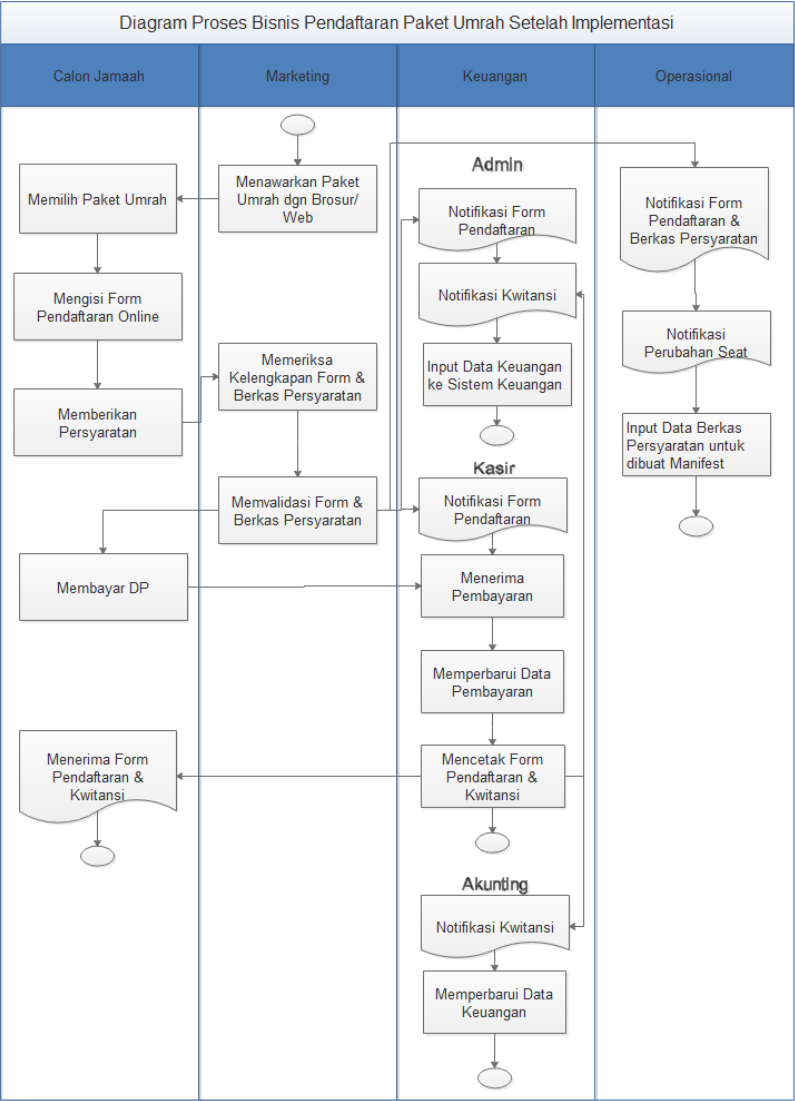 Diagram Proses Bisnis Pendaftaran Paket Umrah Setelah Implementasi
Calon Jamaah
Marketing
Keuangan
Operasional
Memilih Paket Umrah
Mengisi Form
Pendaftaran Online
Memberikan
Persyaratan
Membayar DP
Menerima Form
Pendaftaran &
Kwitansi
Menawarkan Paket
Umrah dgn Brosur/
Web
Memeriksa
Kelengkapan Form &
Berkas Persyaratan
Memvalidasi Form &
Berkas Persyaratan
Admin
Notifikasi Form
Pendaftaran
Notifikasi Kwitansi
Input Data Keuangan
ke Sistem Keuangan
Kasir
Notifikasi Form
Pendaftaran
Menerima
Pembayaran
Memperbarui Data
Pembayaran
Mencetak Form
Pendaftaran &
Kwitansi
Akunting
Notifikasi Kwitansi
Memperbarui Data
Keuangan
Notifikasi Form
Pendaftaran &
Berkas Persyaratan
Notifikasi
Perubahan Seat
Input Data Berkas
Persyaratan untuk
dibuat Manifest